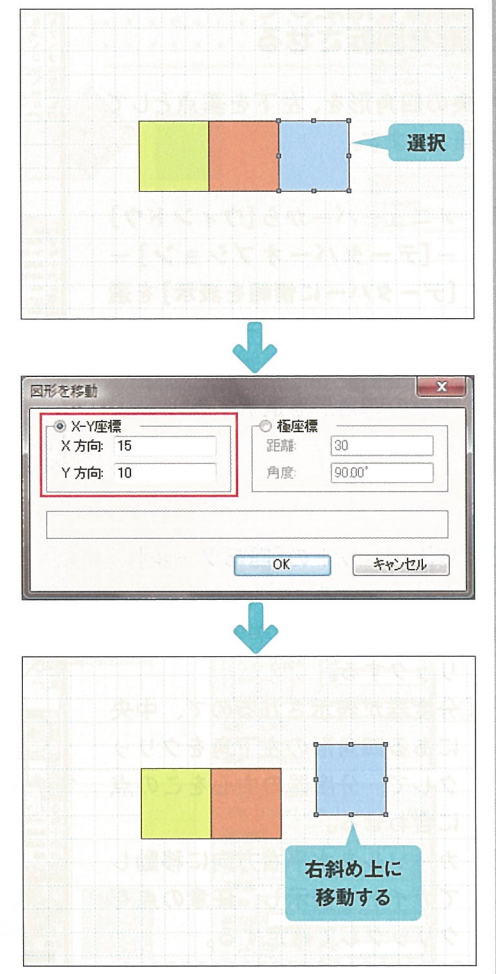 選択
図形を移動
X-Y座標
X 方向: 15
Y 方向: 10
極座標
距離: 30
角度: 90.00°
OK
キャンセル
右斜め上に
移動する